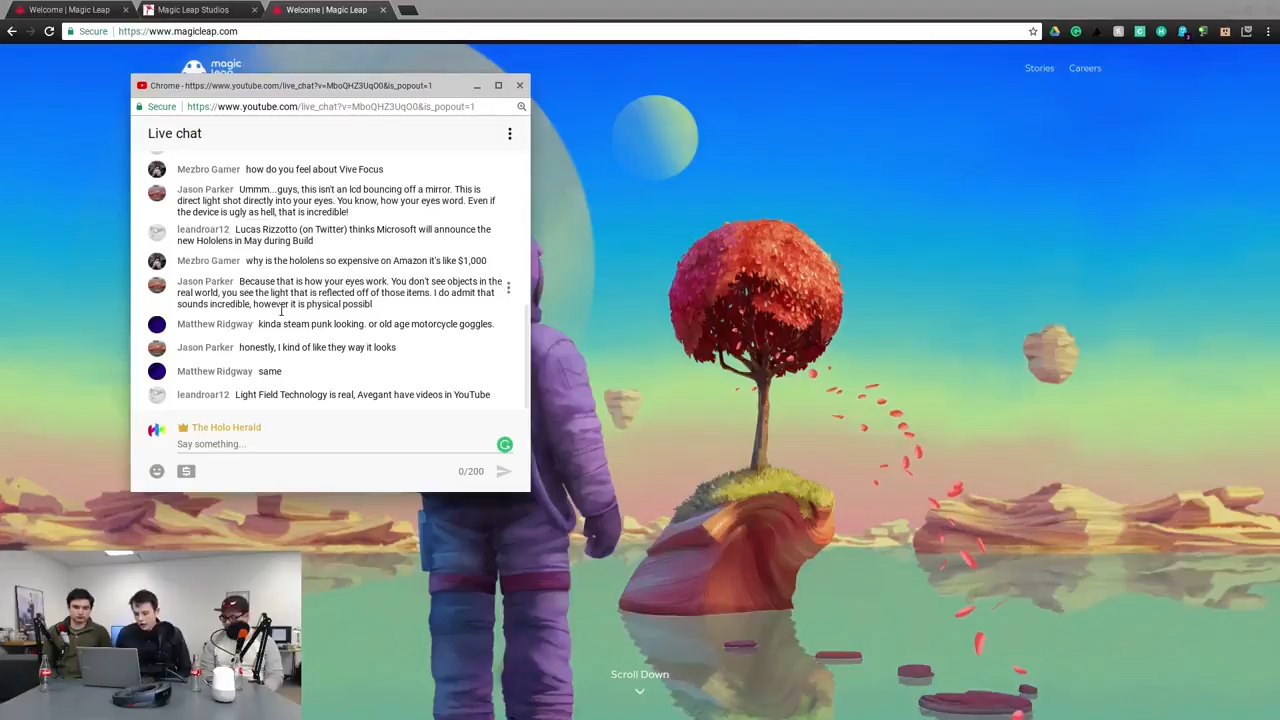 Welcome | Magic Leap
Magic Leap Studios
Welcome | Magic Leap
Secure
https://www.magicleap.com
magic
leap
Stories
Careers
Chrome - https://www.youtube.com/live_chat?v=MboQHZ3UqO0&is_popout=1
Secure
https://www.youtube.com/live_chat?v=MboQHZ3UqO0&is_popout=1
Live chat
Mezbro Gamer how do you feel about Vive Focus
Jason Parker Ummm...guys, this isn't an lcd bouncing off a mirror. This is
direct light shot directly into your eyes. You know, how your eyes word. Even if
the device is ugly as hell, that is incredible!
leandroar12 Lucas Rizzotto (on Twitter) thinks Microsoft will announce the
new Hololens in May during Build
Mezbro Gamer why is the hololens so expensive on Amazon it's like $1,000
Jason Parker Because that is how your eyes work. You don't see objects in the
real world, you see the light that is reflected off of those items. I do admit that
sounds incredible, however it is physical possibl
Matthew Ridgway kinda steam punk looking. or old age motorcycle goggles.
Jason Parker honestly, I kind of like they way it looks
Matthew Ridgway same
leandroar12 Light Field Technology is real, Avegant have videos in YouTube
The Holo Herald
Say something...
0/200
Scroll Down